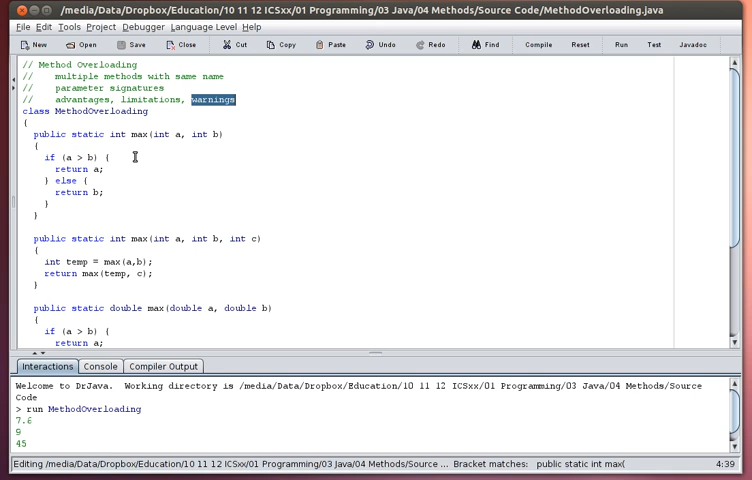 /media/Data/Dropbox/Education/10 11 12 ICSxx/01 Programming/03 Java/04 Methods/Source Code/MethodOverloading.java
File Edit Tools Project Debugger Language Level Help
New Open Save Close Cut Copy Paste Undo Redo Find Compile Reset Run Test Javadoc
// Method Overloading
// multiple methods with same name
// parameter signatures
// advantages, limitations, warnings
class MethodOverloading
{
public static int max(int a, int b)
{
if (a > b) {
return a;
} else {
return b;
}
}
public static int max(int a, int b, int c)
{
int temp = max(a,b);
return max(temp, c);
}
public static double max(double a, double b)
{
if (a > b) {
return a;
Interactions Console Compiler Output
Welcome to DrJava.  Working directory is /media/Data/Dropbox/Education/10 11 12 ICSxx/01 Programming/03 Java/04 Methods/Source
Code
> run MethodOverloading
7.6
9
45
Editing /media/Data/Dropbox/Education/10 11 12 ICSxx/01 Programming/03 Java/04 Methods/Source ... Bracket matches: public static int max( 4:39